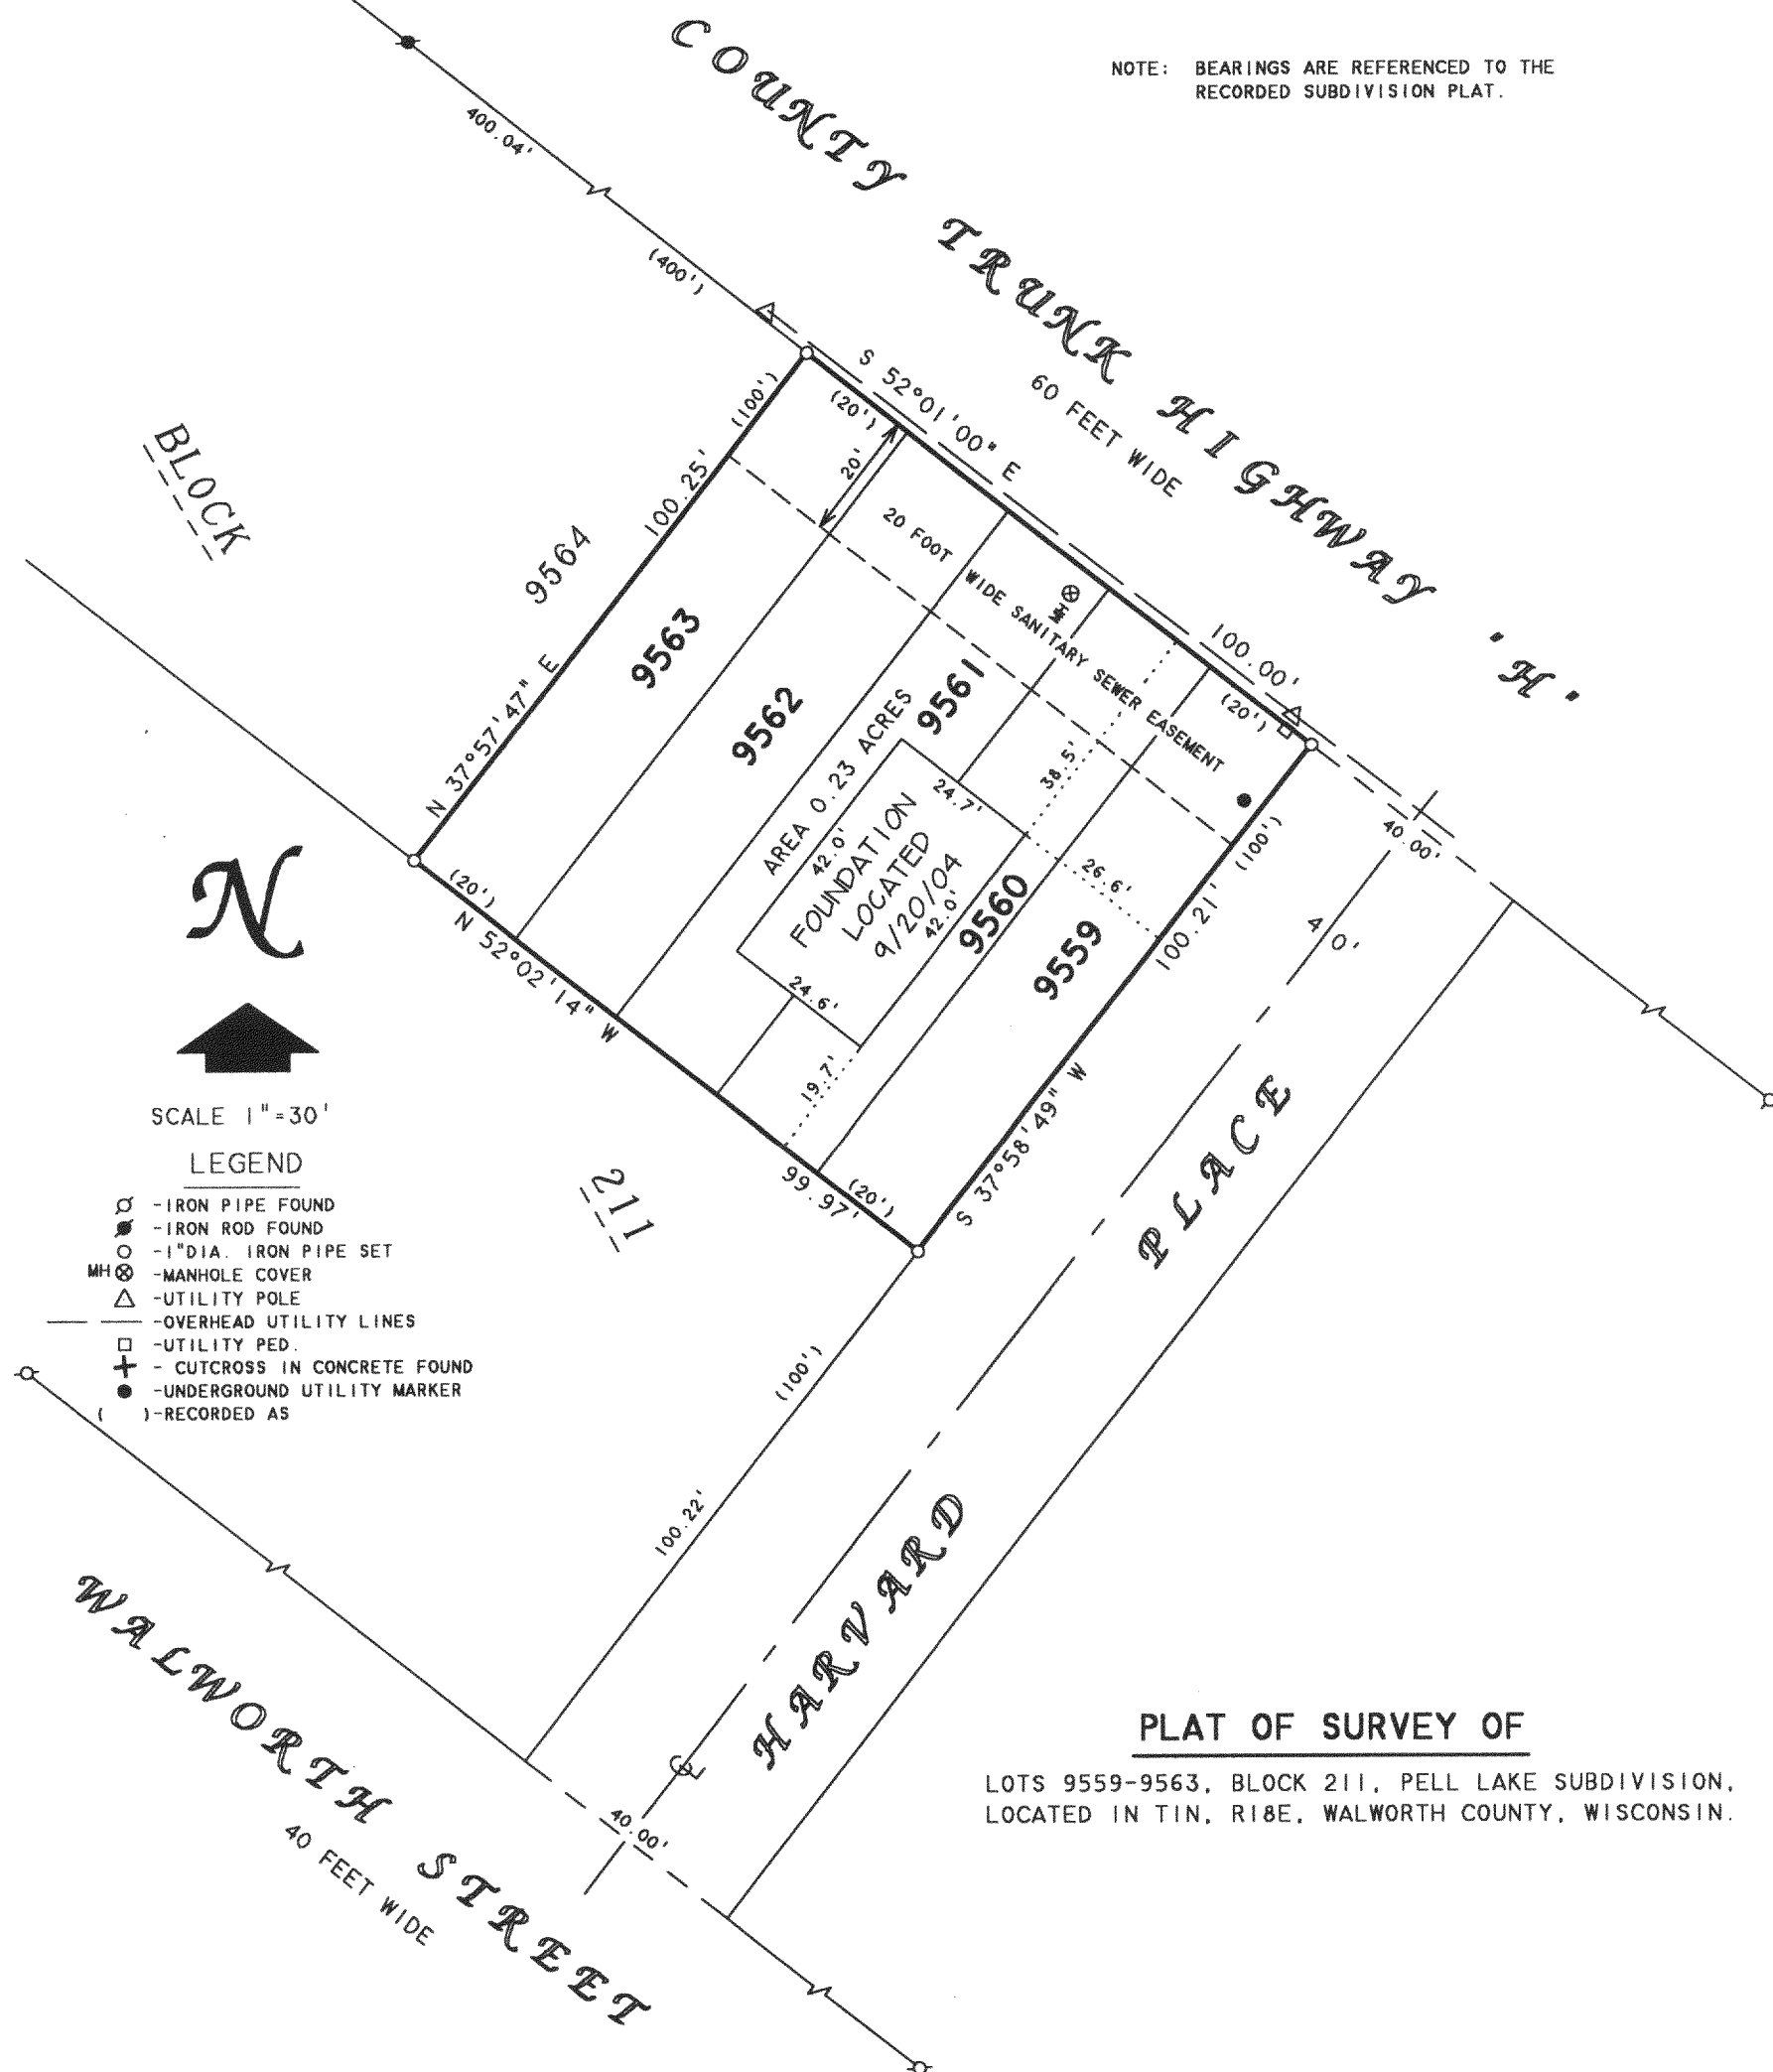 COUNTY TRUNK HIGHWAY "H"
60 FEET WIDE
NOTE: BEARINGS ARE REFERENCED TO THE
RECORDED SUBDIVISION PLAT.
400.04'
(400')
S 52°01'00" E
100.00'
(20')
(20')
20'
(100')
100.25'
N 37°57'47" E
BLOCK
9564
9563
9562
9561
9560
9559
20 FOOT WIDE SANITARY SEWER EASEMENT
MH
AREA 0.23 ACRES
24.7'
42.0'
FOUNDATION
LOCATED
9/20/04
42.0'
24.6'
38.5'
26.6'
19.7'
(100')
100.21'
S 37°58'49" W
40.00'
40'
(20')
N 52°02'14" W
99.97'
(20')
211
N
SCALE 1"=30'
LEGEND
-IRON PIPE FOUND
-IRON ROD FOUND
-1"DIA. IRON PIPE SET
MH -MANHOLE COVER
-UTILITY POLE
-OVERHEAD UTILITY LINES
-UTILITY PED.
- CUTCROSS IN CONCRETE FOUND
-UNDERGROUND UTILITY MARKER
( )-RECORDED AS
(100')
100.22'
HARVARD PLACE
CL
40.00'
WALWORTH STREET
40 FEET WIDE
PLAT OF SURVEY OF
LOTS 9559-9563, BLOCK 211, PELL LAKE SUBDIVISION,
LOCATED IN T1N, R18E, WALWORTH COUNTY, WISCONSIN.